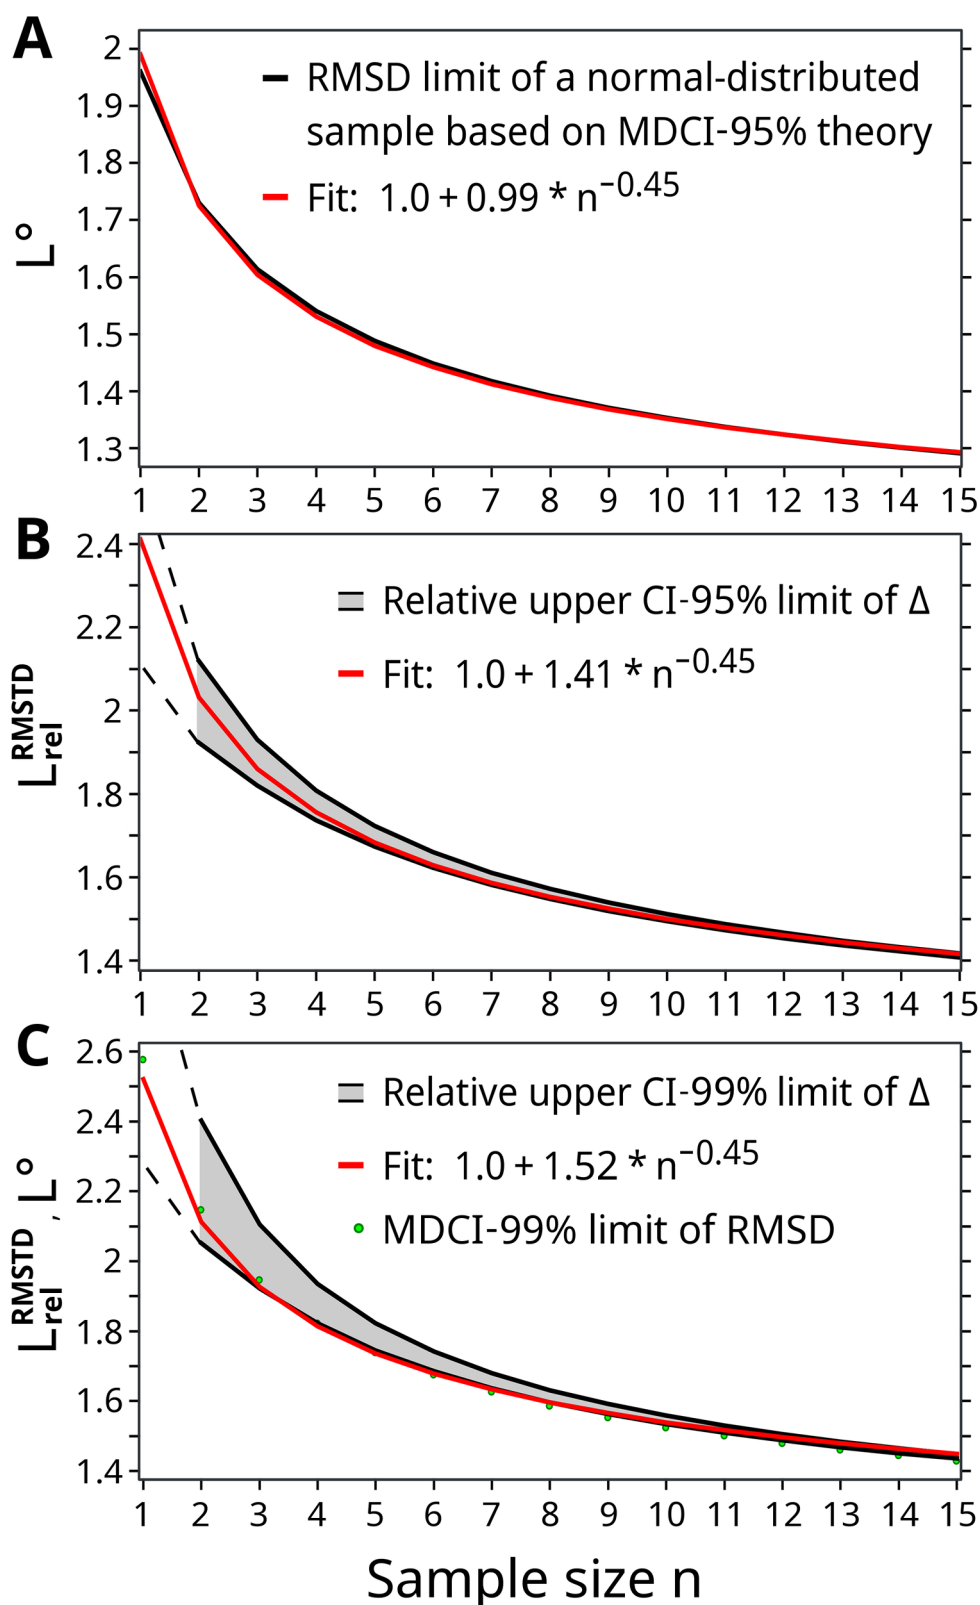 A
L°
2
1.9
1.8
1.7
1.6
1.5
1.4
1.3
RMSD limit of a normal-distributed
sample based on MDCI-95% theory
Fit: 1.0 + 0.99 * n^−0.45
1 2 3 4 5 6 7 8 9 10 11 12 13 14 15
B
L rel RMSTD
2.4
2.2
2
1.8
1.6
1.4
Relative upper CI-95% limit of Δ
Fit: 1.0 + 1.41 * n^−0.45
1 2 3 4 5 6 7 8 9 10 11 12 13 14 15
C
L rel RMSTD , L°
2.6
2.4
2.2
2
1.8
1.6
1.4
Relative upper CI-99% limit of Δ
Fit: 1.0 + 1.52 * n^−0.45
MDCI-99% limit of RMSD
1 2 3 4 5 6 7 8 9 10 11 12 13 14 15
Sample size n